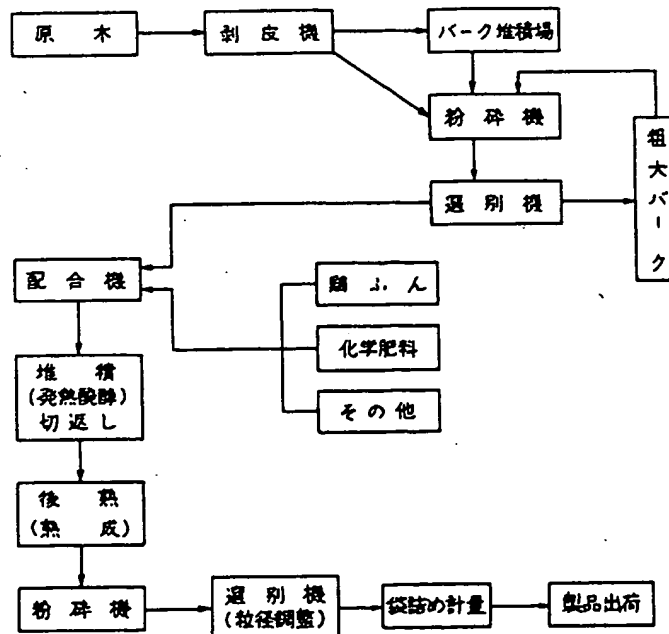 原木
剥皮機
バーク堆積場
粉砕機
粗大バーク
選別機
配合機
鶏ふん
化学肥料
その他
堆積
(発熱醗酵)
切返し
後熟
(熟成)
粉砕機
選別機
(粒径調整)
袋詰め計量
製品出荷